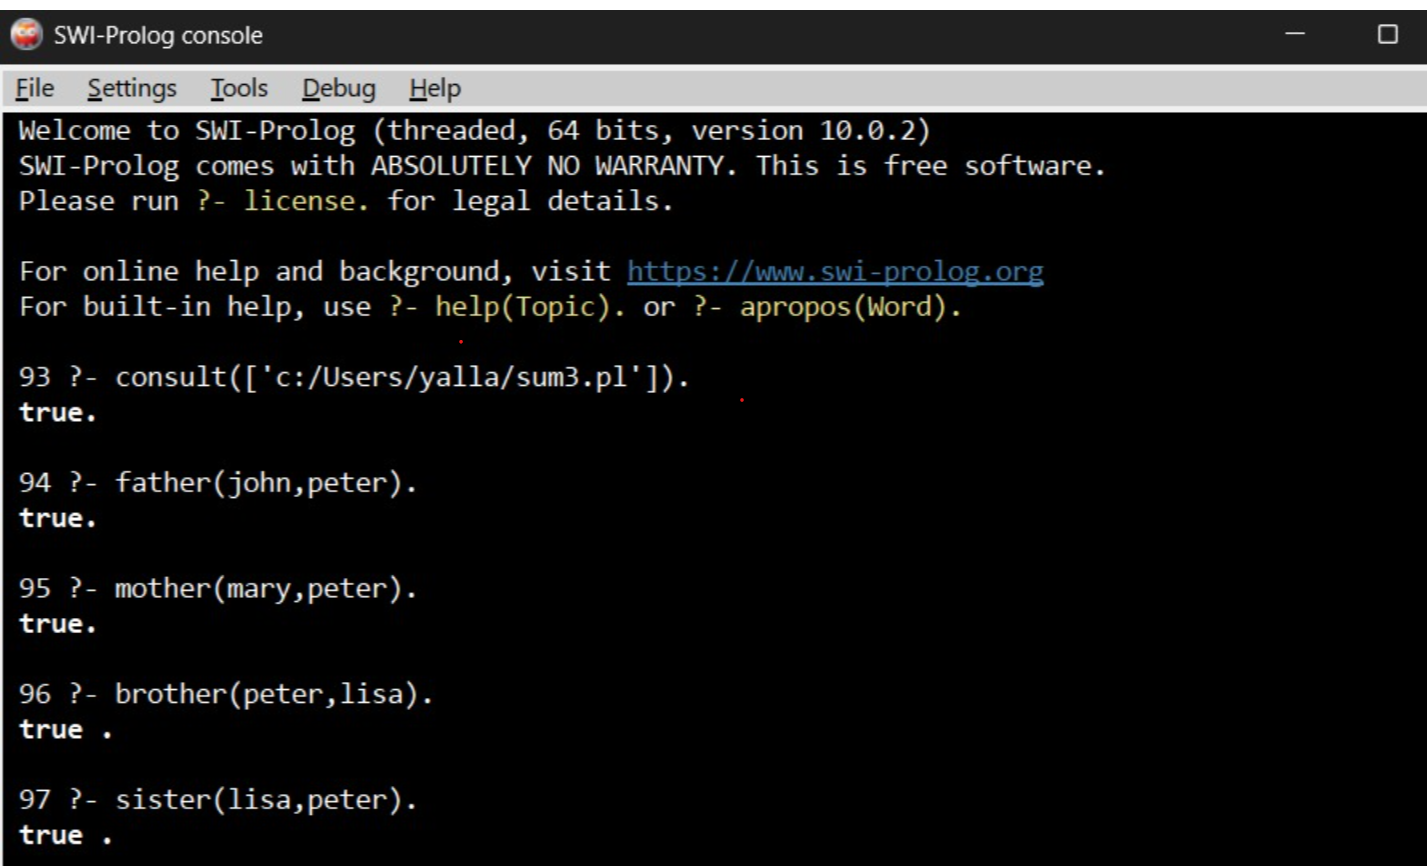 SWI-Prolog console
File Settings Tools Debug Help
Welcome to SWI-Prolog (threaded, 64 bits, version 10.0.2)
SWI-Prolog comes with ABSOLUTELY NO WARRANTY. This is free software.
Please run ?- license. for legal details.
For online help and background, visit https://www.swi-prolog.org
For built-in help, use ?- help(Topic). or ?- apropos(Word).
93 ?- consult(['c:/Users/yalla/sum3.pl']).
true.
94 ?- father(john,peter).
true.
95 ?- mother(mary,peter).
true.
96 ?- brother(peter,lisa).
true .
97 ?- sister(lisa,peter).
true .